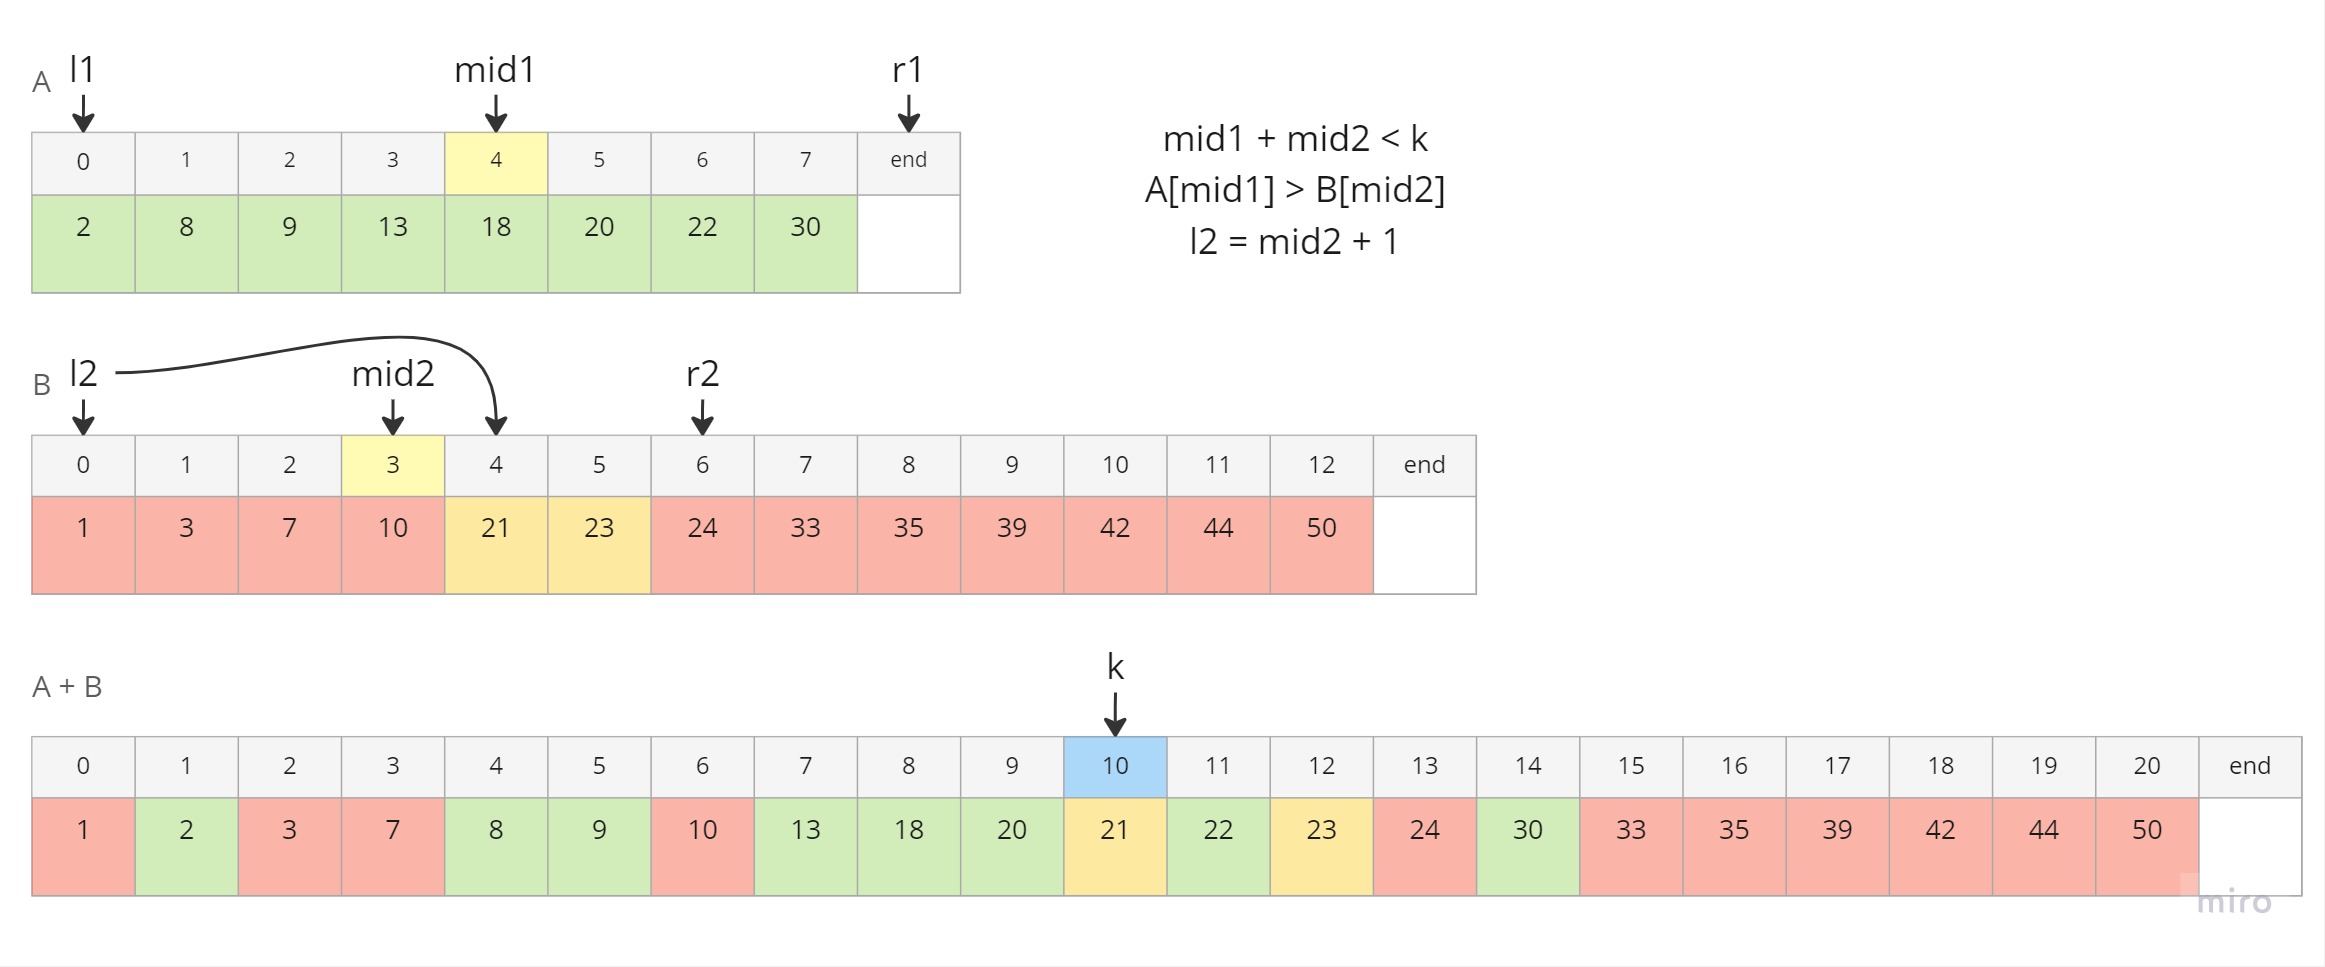 A l1 mid1 r1
0 1 2 3 4 5 6 7 end
2 8 9 13 18 20 22 30
mid1 + mid2 < k
A[mid1] > B[mid2]
l2 = mid2 + 1
B l2 mid2 r2
0 1 2 3 4 5 6 7 8 9 10 11 12 end
1 3 7 10 21 23 24 33 35 39 42 44 50
k
A + B
0 1 2 3 4 5 6 7 8 9 10 11 12 13 14 15 16 17 18 19 20 end
1 2 3 7 8 9 10 13 18 20 21 22 23 24 30 33 35 39 42 44 50
miro